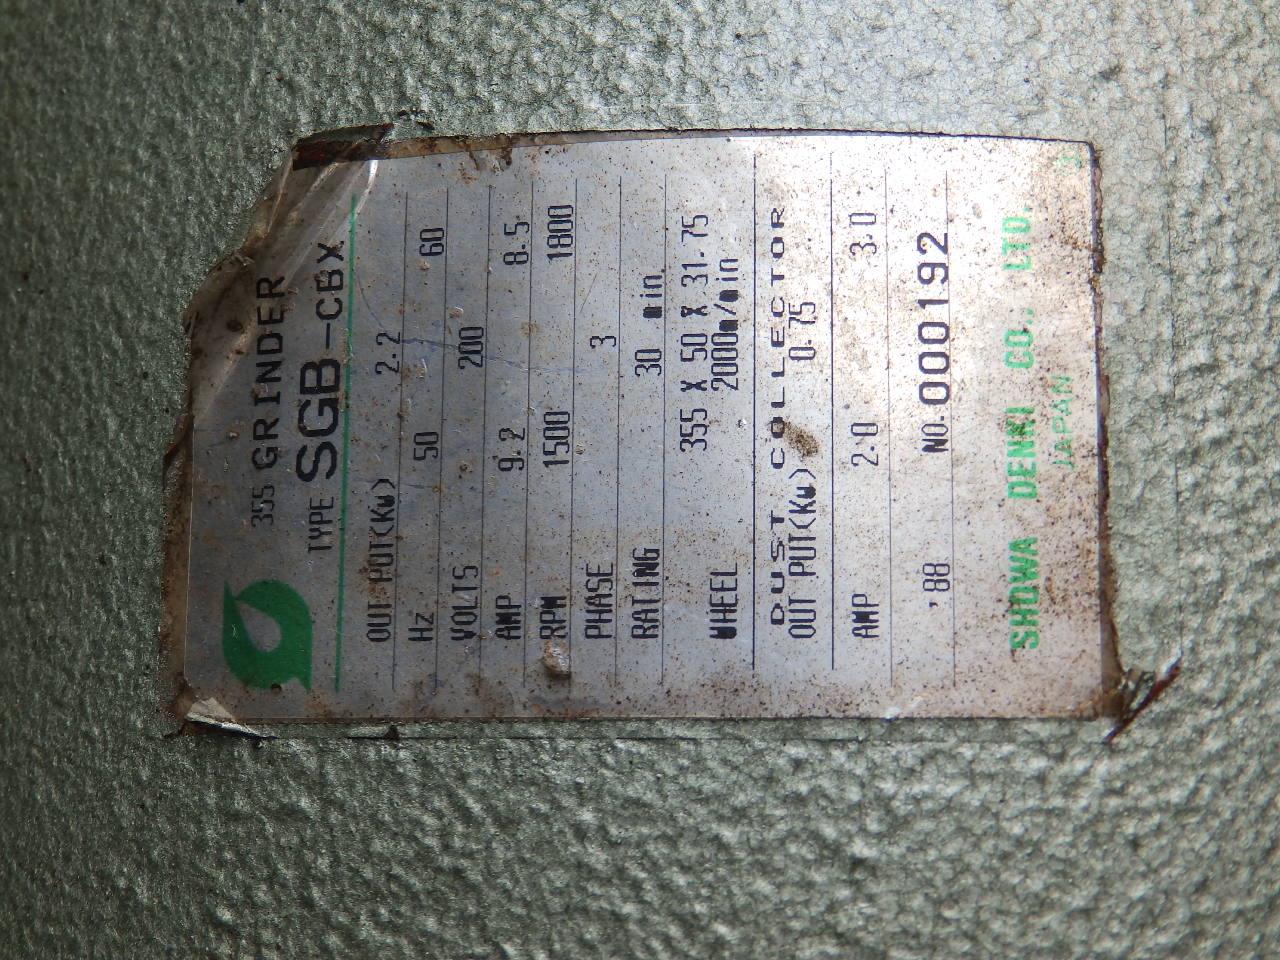 355 GRINDER
TYPE SGB-CBX
OUT PUT(Kw) 2.2
Hz 50 60
VOLTS 200
AMP 9.2 8.5
RPM 1500 1800
PHASE 3
RATING 30 min
WHEEL 355 X 50 X 31.75
2000m/min
DUST COLLECTOR
OUT PUT(Kw) 0.75
AMP 2.0 3.0
'88 NO.000192
SHOWA DENKI CO., LTD.
JAPAN